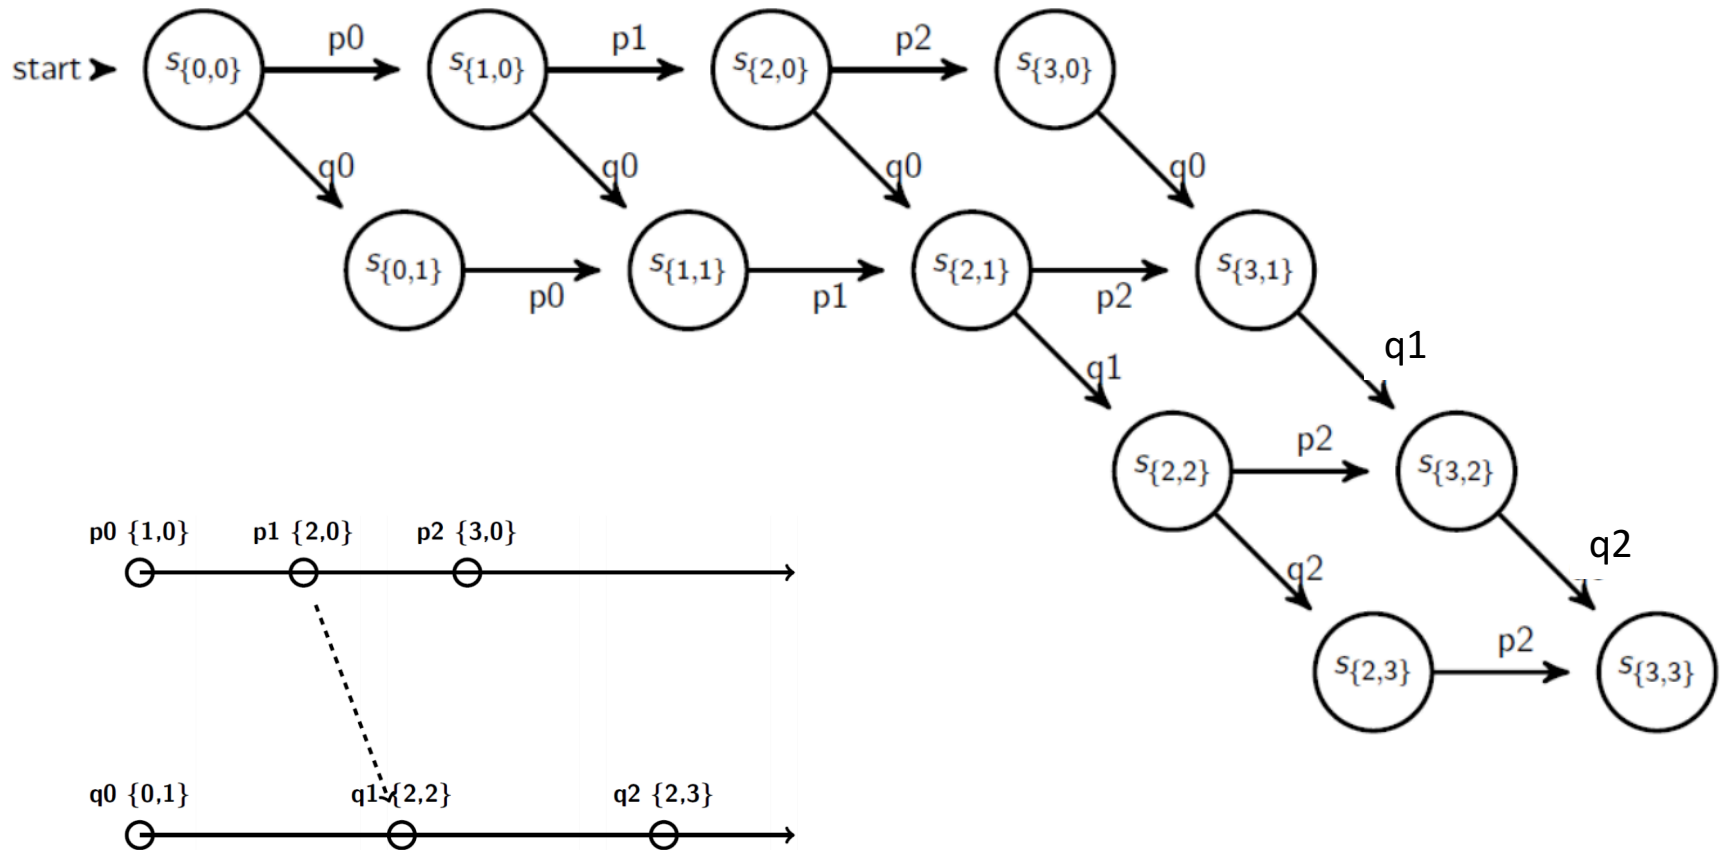 p0 p1 p2
start S{0,0} S{1,0} S{2,0} S{3,0}
q0 q0 q0 q0
S{0,1} S{1,1} S{2,1} S{3,1}
p0 p1 p2
q1 q1
p2
S{2,2} S{3,2}
q2 q2
p2
S{2,3} S{3,3}
p0 {1,0} p1 {2,0} p2 {3,0}
q0 {0,1} q1 {2,2} q2 {2,3}